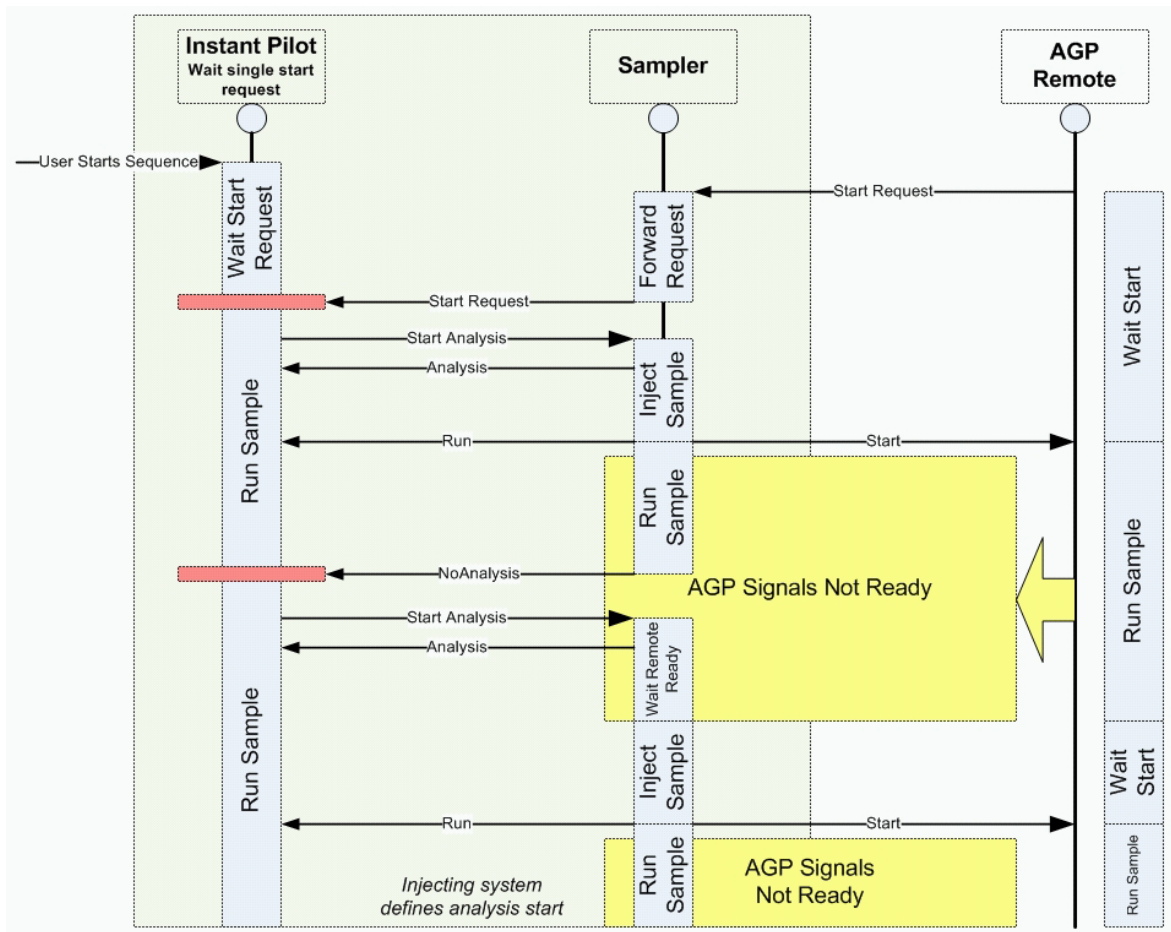 Instant Pilot
Wait single start
request
Sampler
AGP
Remote
User Starts Sequence
Start Request
Wait Start
Request
Forward
Request
Wait Start
Start Request
Start Analysis
Analysis
Inject
Sample
Run Sample
Run
Start
Run
Sample
AGP Signals Not Ready
Run Sample
NoAnalysis
Start Analysis
Analysis
Wait Remote
Ready
Run Sample
Inject
Sample
Wait
Start
Run
Start
Run
Sample
AGP Signals
Not Ready
Run Sample
Injecting system
defines analysis start